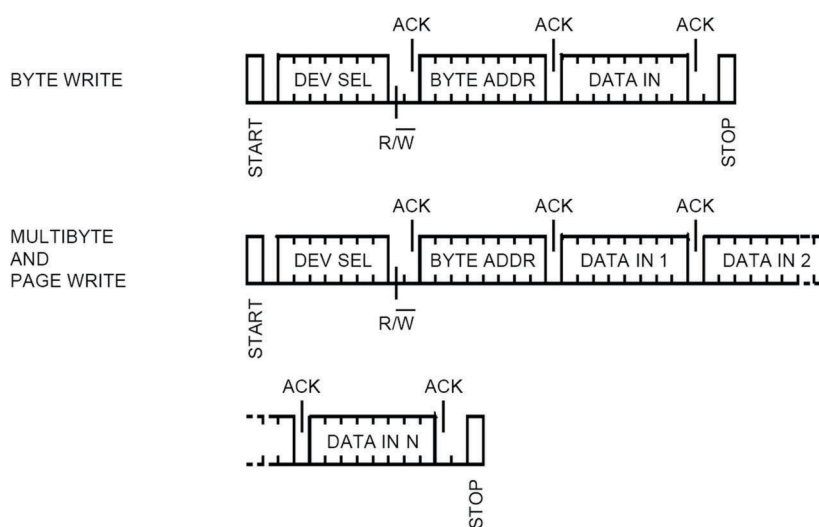 ACK ACK ACK
BYTE WRITE DEV SEL BYTE ADDR DATA IN
START R/W̅ STOP
ACK ACK ACK
MULTIBYTE
AND
PAGE WRITE DEV SEL BYTE ADDR DATA IN 1 DATA IN 2
START R/W̅
ACK ACK
DATA IN N
STOP